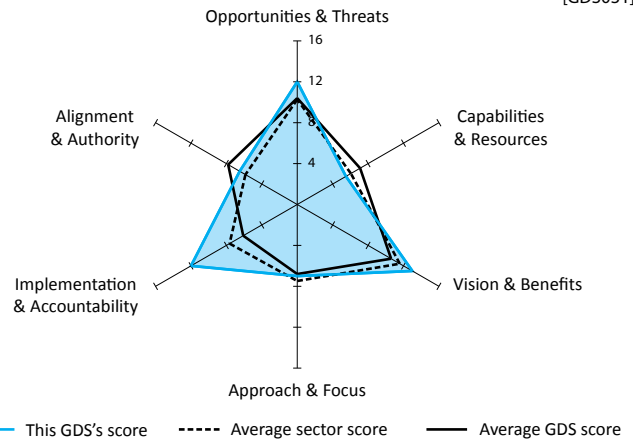 Opportunities & Threats
16
12
8
4
Alignment
& Authority
Capabilities
& Resources
Implementation
& Accountability
Vision & Benefits
Approach & Focus
This GDS's score
Average sector score
Average GDS score